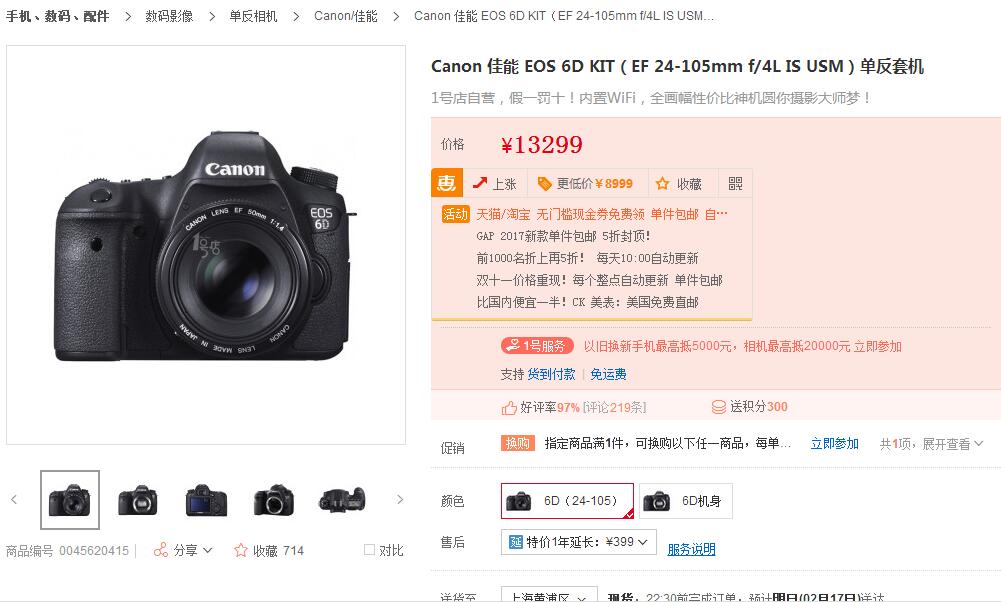 手机、数码、配件 > 数码影像 > 单反相机 > Canon/佳能 > Canon 佳能 EOS 6D KIT（EF 24-105mm f/4L IS USM...
Canon 佳能 EOS 6D KIT（EF 24-105mm f/4L IS USM）单反套机
1号店自营，假一罚十！内置WiFi，全画幅性价比神机圆你摄影大师梦！
价格 ¥13299
惠 上涨 更低价¥8999 收藏
活动 天猫/淘宝 无门槛现金券免费领 单件包邮 自…
GAP 2017新款单件包邮 5折封顶！
前1000名折上再5折！ 每天10:00自动更新
双十一价格重现！每个整点自动更新 单件包邮
比国内便宜一半！CK 美表：美国免费直邮
1号服务 以旧换新手机最高抵5000元，相机最高抵20000元 立即参加
支持 货到付款 | 免运费
好评率97% [评论219条] 送积分300
促销 换购 指定商品满1件，可换购以下任一商品，每单... 立即参加 共1项，展开查看
颜色 6D（24-105） 6D机身
售后 延 特价1年延长：¥399 服务说明
送货至 上海黄浦区 现货，22:30前完成订单，预计明日(02月17日)送达
Canon
EOS
6D
CANON LENS EF 50mm 1:1.4
1号店
CANON LENS MADE IN JAPAN
商品编号 0045620415 分享 收藏 714 对比